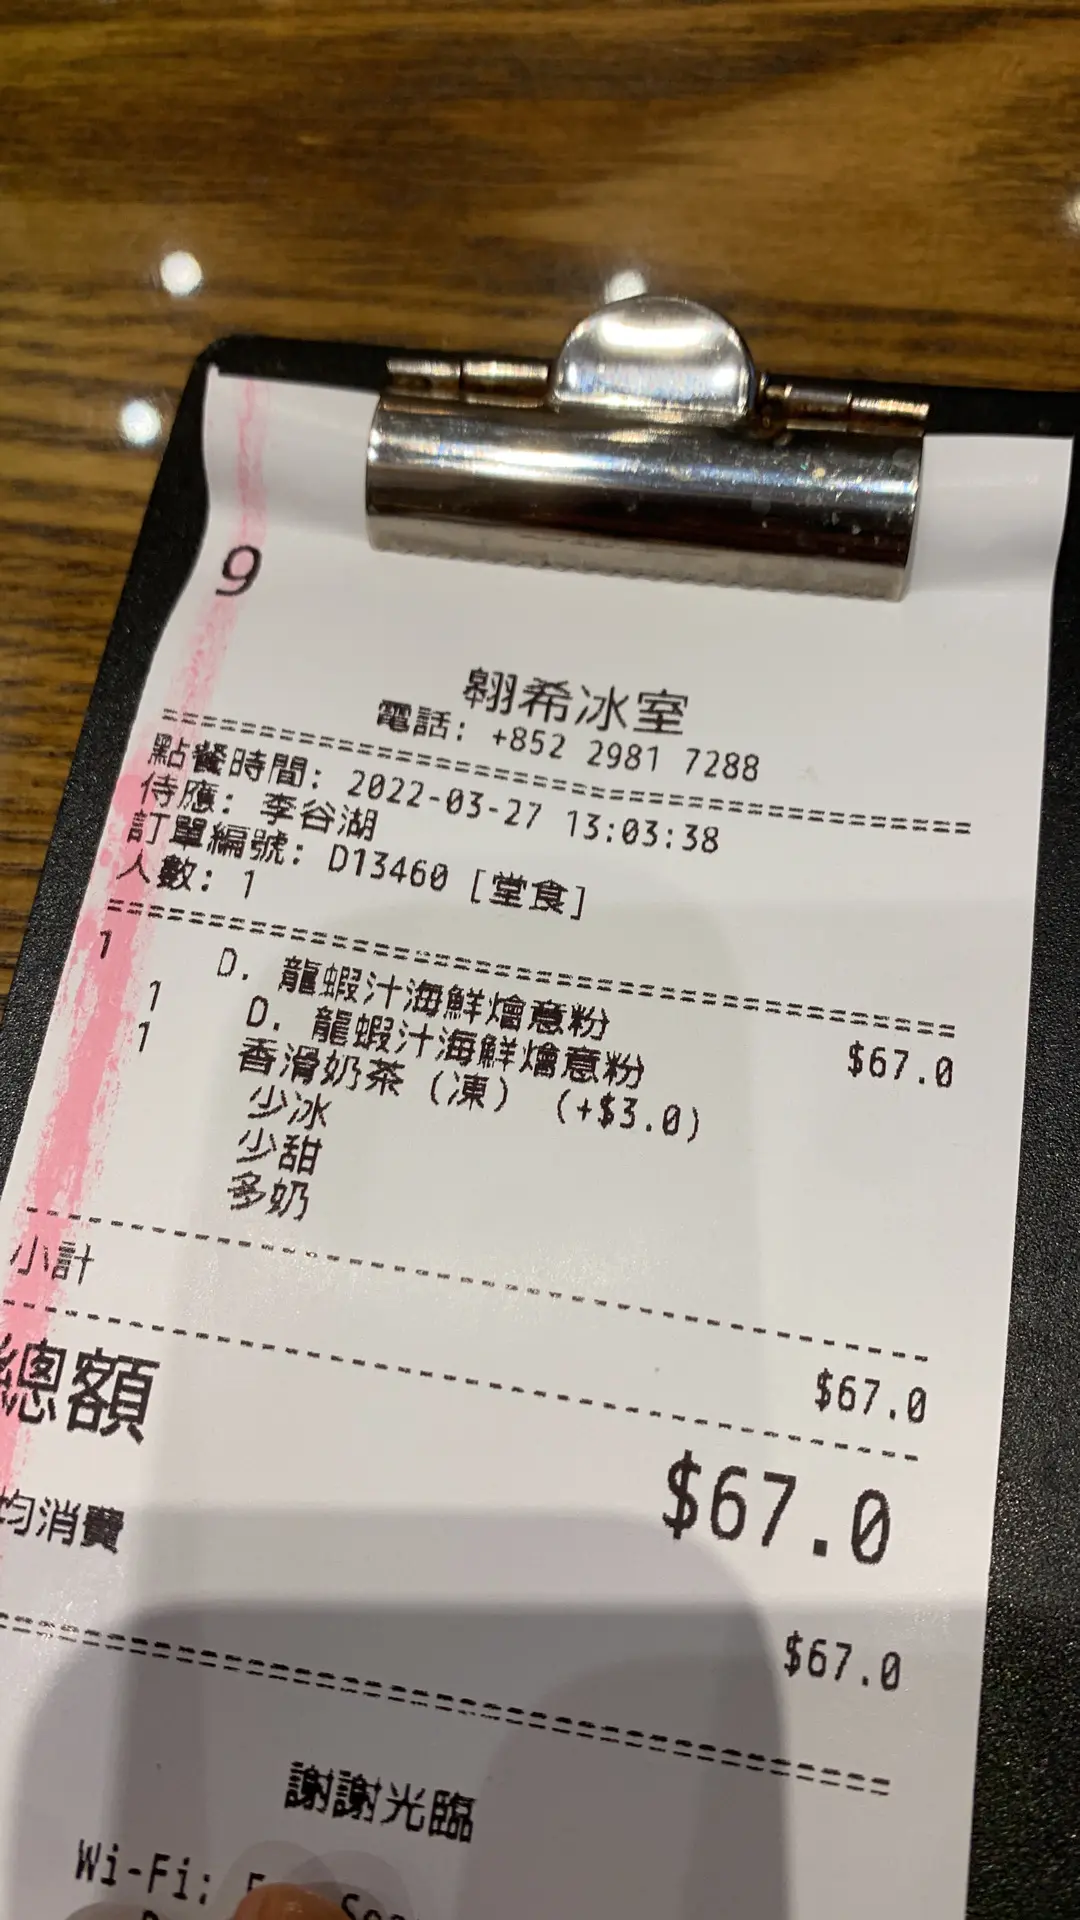 9
翱希冰室
電話: +852 2981 7288
點餐時間: 2022-03-27 13:03:38
侍應: 李谷湖
訂單編號: D13460 [堂食]
人數: 1
1 D. 龍蝦汁海鮮燴意粉 $67.0
1 D. 龍蝦汁海鮮燴意粉
1 香滑奶茶 (凍) (+$3.0)
少冰
少甜
多奶
小計 $67.0
總額 $67.0
均消費 $67.0
謝謝光臨
Wi-Fi: